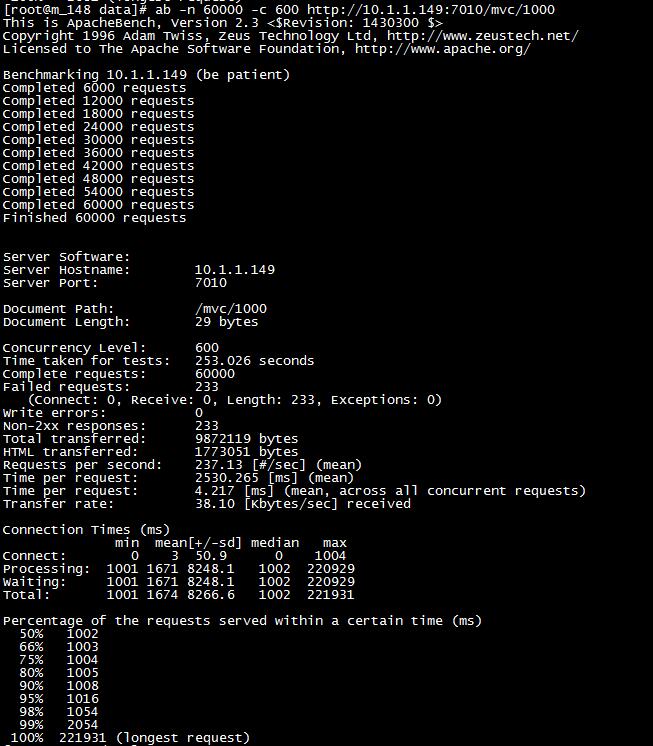 [root@m_148 data]# ab -n 60000 -c 600 http://10.1.1.149:7010/mvc/1000
This is ApacheBench, Version 2.3 <$Revision: 1430300 $>
Copyright 1996 Adam Twiss, Zeus Technology Ltd, http://www.zeustech.net/
Licensed to The Apache Software Foundation, http://www.apache.org/
Benchmarking 10.1.1.149 (be patient)
Completed 6000 requests
Completed 12000 requests
Completed 18000 requests
Completed 24000 requests
Completed 30000 requests
Completed 36000 requests
Completed 42000 requests
Completed 48000 requests
Completed 54000 requests
Completed 60000 requests
Finished 60000 requests
Server Software:
Server Hostname: 10.1.1.149
Server Port: 7010
Document Path: /mvc/1000
Document Length: 29 bytes
Concurrency Level: 600
Time taken for tests: 253.026 seconds
Complete requests: 60000
Failed requests: 233
(Connect: 0, Receive: 0, Length: 233, Exceptions: 0)
Write errors: 0
Non-2xx responses: 233
Total transferred: 9872119 bytes
HTML transferred: 1773051 bytes
Requests per second: 237.13 [#/sec] (mean)
Time per request: 2530.265 [ms] (mean)
Time per request: 4.217 [ms] (mean, across all concurrent requests)
Transfer rate: 38.10 [Kbytes/sec] received
Connection Times (ms)
min mean[+/-sd] median max
Connect: 0 3 50.9 0 1004
Processing: 1001 1671 8248.1 1002 220929
Waiting: 1001 1671 8248.1 1002 220929
Total: 1001 1674 8266.6 1002 221931
Percentage of the requests served within a certain time (ms)
50% 1002
66% 1003
75% 1004
80% 1005
90% 1008
95% 1016
98% 1054
99% 2054
100% 221931 (longest request)